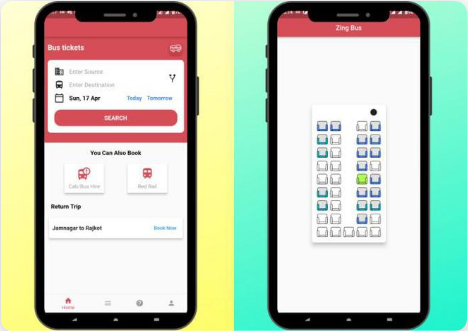 Bus tickets
Enter Source
Enter Destination
Sun, 17 Apr
Today
Tomorrow
SEARCH
You Can Also Book
Cab/Bus Hire
Red Rail
Return Trip
Jamnagar to Rajkot
Book Now
Home
Zing Bus